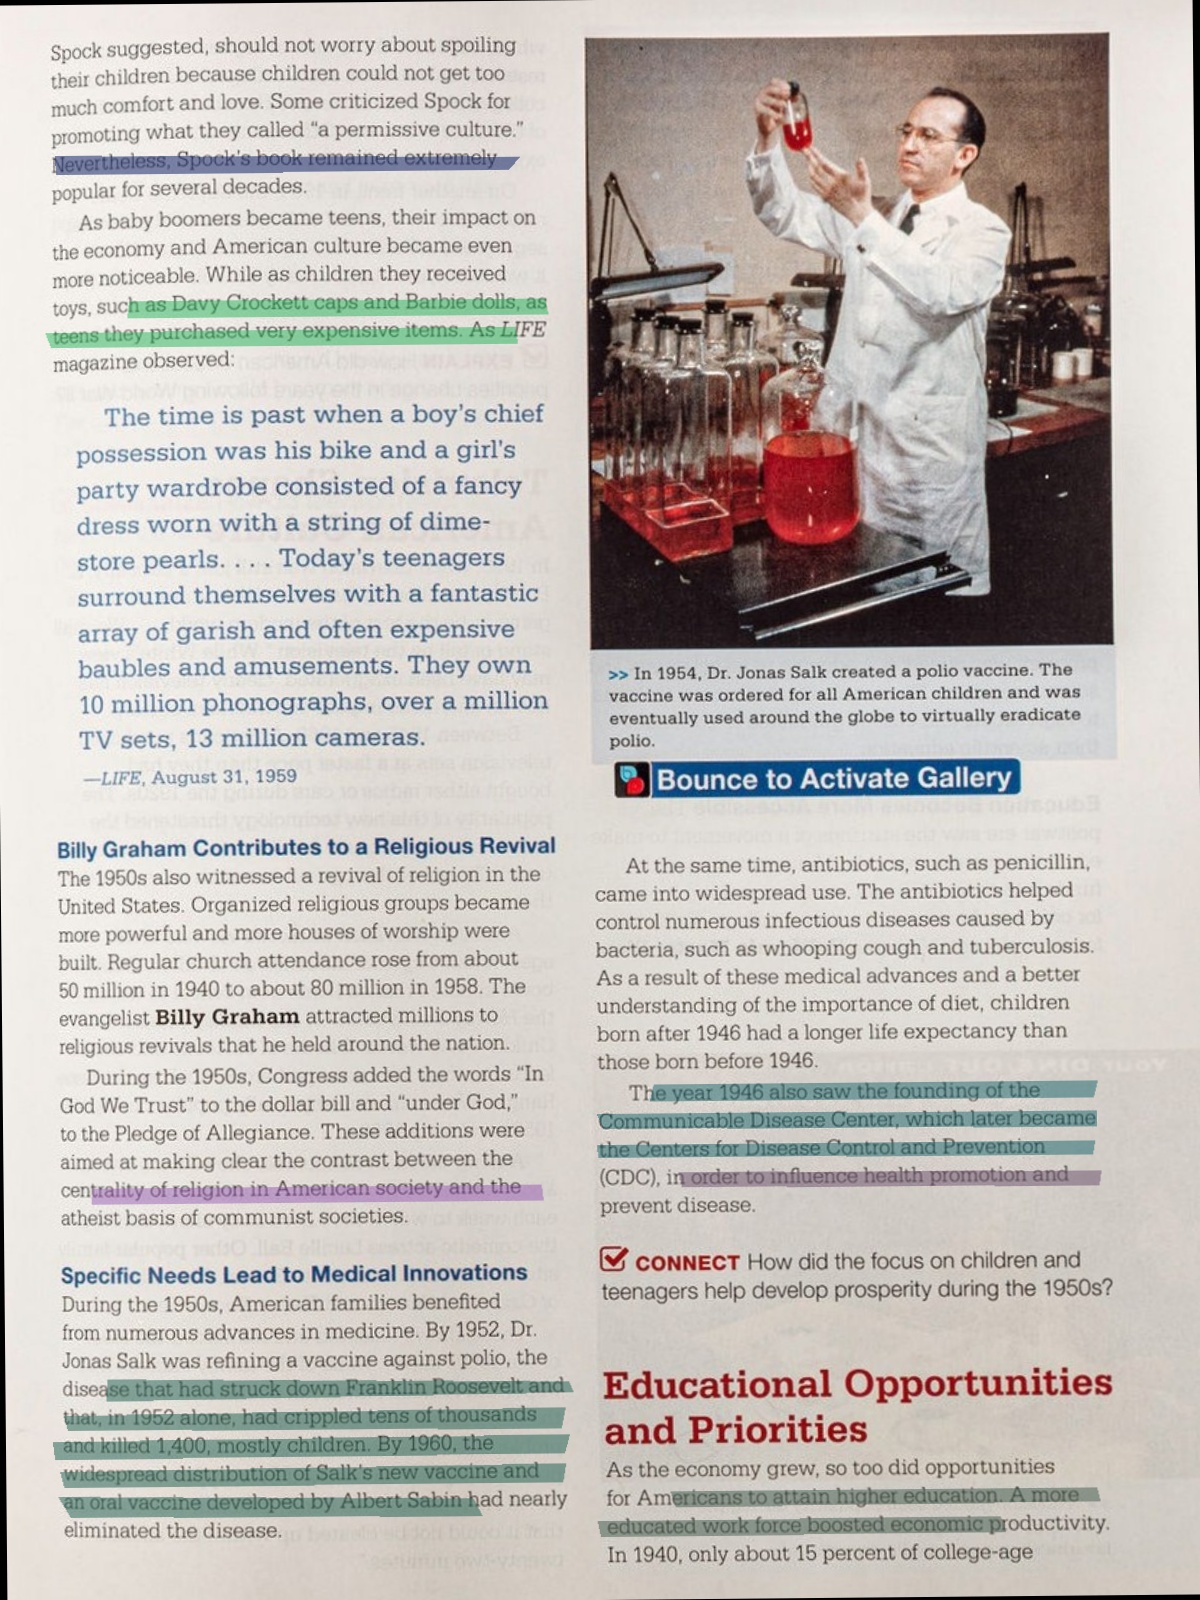 Spock suggested, should not worry about spoiling
their children because children could not get too
much comfort and love. Some criticized Spock for
promoting what they called “a permissive culture.”
Nevertheless, Spock’s book remained extremely
popular for several decades.
As baby boomers became teens, their impact on
the economy and American culture became even
more noticeable. While as children they received
toys, such as Davy Crockett caps and Barbie dolls, as
teens they purchased very expensive items. As LIFE
magazine observed:
The time is past when a boy’s chief
possession was his bike and a girl’s
party wardrobe consisted of a fancy
dress worn with a string of dime-
store pearls. . . . Today’s teenagers
surround themselves with a fantastic
array of garish and often expensive
baubles and amusements. They own
10 million phonographs, over a million
TV sets, 13 million cameras.
—LIFE, August 31, 1959
Billy Graham Contributes to a Religious Revival
The 1950s also witnessed a revival of religion in the
United States. Organized religious groups became
more powerful and more houses of worship were
built. Regular church attendance rose from about
50 million in 1940 to about 80 million in 1958. The
evangelist Billy Graham attracted millions to
religious revivals that he held around the nation.
During the 1950s, Congress added the words “In
God We Trust” to the dollar bill and “under God,”
to the Pledge of Allegiance. These additions were
aimed at making clear the contrast between the
centrality of religion in American society and the
atheist basis of communist societies.
Specific Needs Lead to Medical Innovations
During the 1950s, American families benefited
from numerous advances in medicine. By 1952, Dr.
Jonas Salk was refining a vaccine against polio, the
disease that had struck down Franklin Roosevelt and
that, in 1952 alone, had crippled tens of thousands
and killed 1,400, mostly children. By 1960, the
widespread distribution of Salk’s new vaccine and
an oral vaccine developed by Albert Sabin had nearly
eliminated the disease.
>> In 1954, Dr. Jonas Salk created a polio vaccine. The
vaccine was ordered for all American children and was
eventually used around the globe to virtually eradicate
polio.
Bounce to Activate Gallery
At the same time, antibiotics, such as penicillin,
came into widespread use. The antibiotics helped
control numerous infectious diseases caused by
bacteria, such as whooping cough and tuberculosis.
As a result of these medical advances and a better
understanding of the importance of diet, children
born after 1946 had a longer life expectancy than
those born before 1946.
The year 1946 also saw the founding of the
Communicable Disease Center, which later became
the Centers for Disease Control and Prevention
(CDC), in order to influence health promotion and
prevent disease.
CONNECT How did the focus on children and
teenagers help develop prosperity during the 1950s?
Educational Opportunities
and Priorities
As the economy grew, so too did opportunities
for Americans to attain higher education. A more
educated work force boosted economic productivity.
In 1940, only about 15 percent of college-age